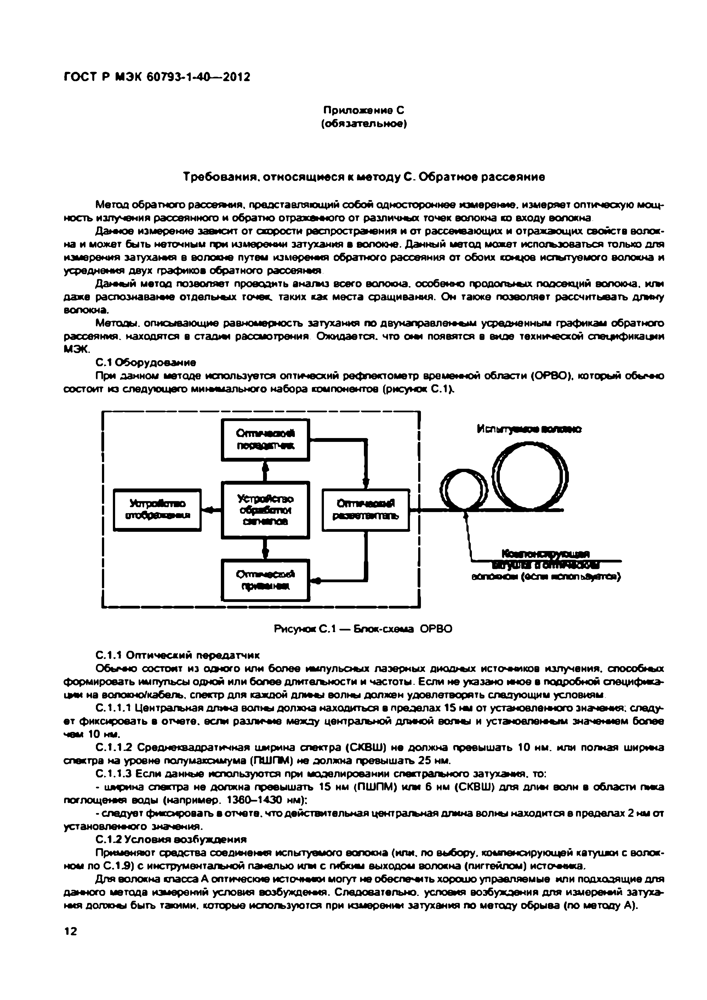 ГОСТ Р МЭК 60793-1-40—2012
Приложение С
(обязательное)
Требования, относящиеся к методу С. Обратное рассеяние
Метод обратного рассеяния, представляющий собой одностороннее измерение, измеряет оптическую мощ-
ность излучения рассеянного и обратно отраженного от различных точек волокна ко входу волокна.
Данное измерение зависит от скорости распространения и от рассеивающих и отражающих свойств волок-
на и может быть неточным при измерении затухания в волокне. Данный метод может использоваться только для
измерения затухания в волокне путем измерения обратного рассеяния от обоих концов испытуемого волокна и
усреднения двух графиков обратного рассеяния.
Данный метод позволяет проводить анализ всего волокна, особенно продольных подсекций волокна, или
даже распознавание отдельных точек, таких как места сращивания. Он также позволяет рассчитывать длину
волокна.
Методы, описывающие равномерность затухания по двунаправленным усредненным графикам обратного
рассеяния, находятся в стадии рассмотрения. Ожидается, что они появятся в виде технической спецификации
МЭК.
С.1 Оборудование
При данном методе используется оптический рефлектометр временной области (ОРВО), который обычно
состоит из следующего минимального набора компонентов (рисунок С.1).
Оптический
передатчик
Испытуемое волокно
Устройство
отображения
Устройство
обработки
сигналов
Оптический
разветвитель
Оптический
приемник
Компенсирующая
катушка с оптическим
волокном (если используется)
Рисунок С.1 — Блок-схема ОРВО
С.1.1 Оптический передатчик
Обычно состоит из одного или более импульсных лазерных диодных источников излучения, способных
формировать импульсы одной или более длительности и частоты. Если не указано иное в подробной специфика-
ции на волокно/кабель, спектр для каждой длины волны должен удовлетворять следующим условиям.
С.1.1.1 Центральная длина волны должна находиться в пределах 15 нм от установленного значения; следу-
ет фиксировать в отчете, если различие между центральной длиной волны и установленным значением более
чем 10 нм.
С.1.1.2 Среднеквадратичная ширина спектра (СКВШ) не должна превышать 10 нм, или полная ширина
спектра на уровне полумаксимума (ПШПМ) не должна превышать 25 нм.
С.1.1.3 Если данные используются при моделировании спектрального затухания, то:
- ширина спектра не должна превышать 15 нм (ПШПМ) или 6 нм (СКВШ) для длин волн в области пика
поглощения воды (например, 1360–1430 нм);
- следует фиксировать в отчете, что действительная центральная длина волны находится в пределах 2 нм от
установленного значения.
С.1.2 Условия возбуждения
Применяют средства соединения испытуемого волокна (или, по выбору, компенсирующей катушки с волок-
ном по С.1.9) с инструментальной панелью или с гибким выходом волокна (пигтейлом) источника.
Для волокна класса А оптические источники могут не обеспечить хорошо управляемые или подходящие для
данного метода измерений условия возбуждения. Следовательно, условия возбуждения для измерений затуха-
ния должны быть такими, которые используются при измерении затухания по методу обрыва (по методу А).
12